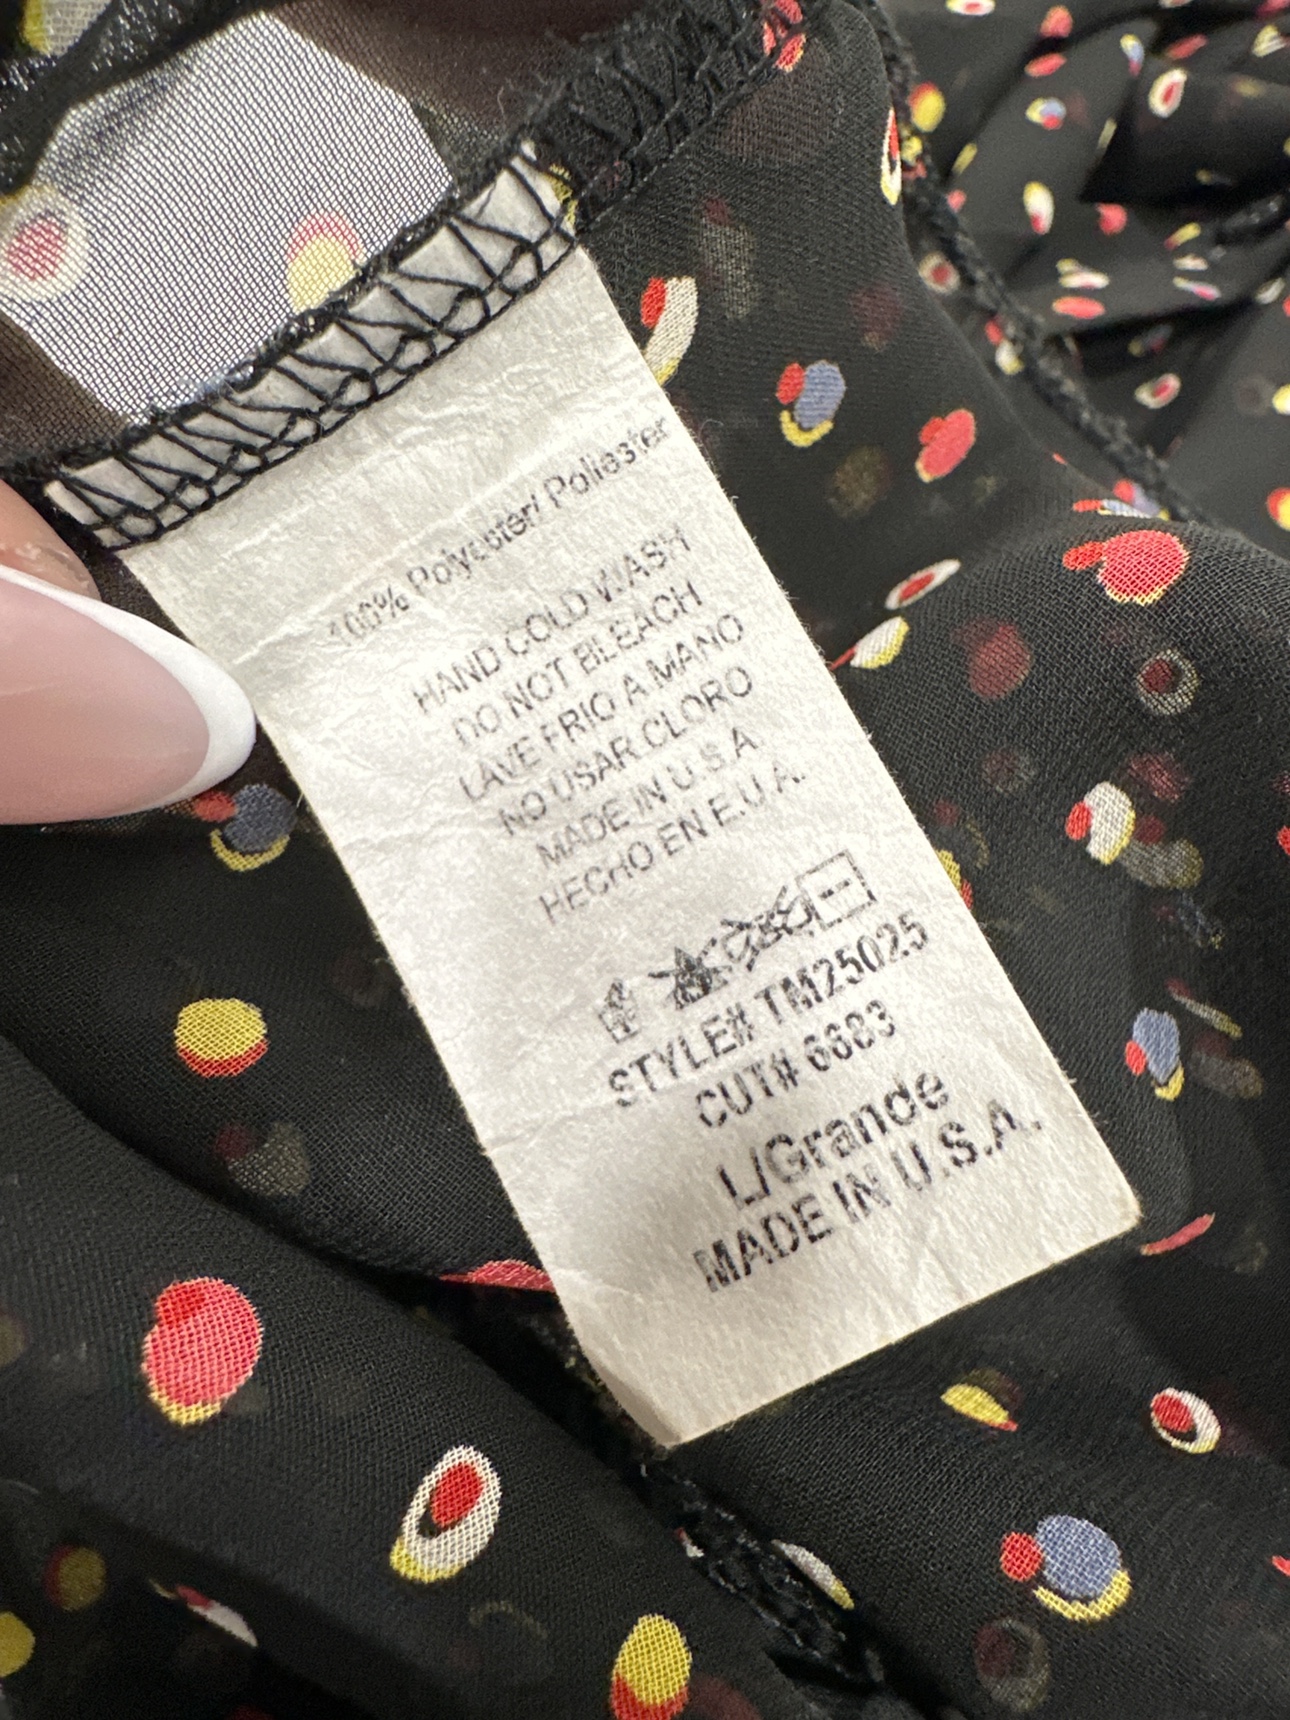 100% Polyester/ Poliester
HAND COLD WASH
DO NOT BLEACH
LAVE FRIO A MANO
NO USAR CLORO
MADE IN U.S.A.
HECHO EN E.U.A.
STYLE# TM25025
CUT# 6683
L/Grande
MADE IN U.S.A.